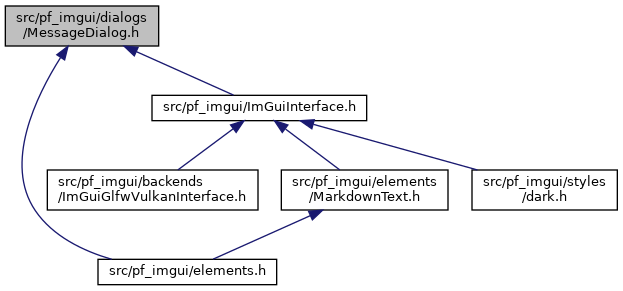 src/pf_imgui/dialogs
/MessageDialog.h
src/pf_imgui/ImGuiInterface.h
src/pf_imgui/backends
/ImGuiGlfwVulkanInterface.h
src/pf_imgui/elements
/MarkdownText.h
src/pf_imgui/styles
/dark.h
src/pf_imgui/elements.h